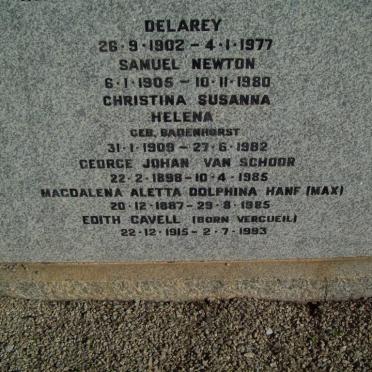 DELAREY
26·9·1902 – 4·1·1977
SAMUEL NEWTON
6·1·1905 – 10·11·1980
CHRISTINA SUSANNA
HELENA
GEB. BADENHORST
31·1·1909 – 27·6·1982
GEORGE JOHAN VAN SCHOOR
22·2·1898 – 10·4·1985
MAGDALENA ALETTA DOLPHINA HANF (MAX)
20·12·1887 – 29·8·1985
EDITH CAVELL (BORN VERCUEIL)
22·12·1915 – 2·7·1993